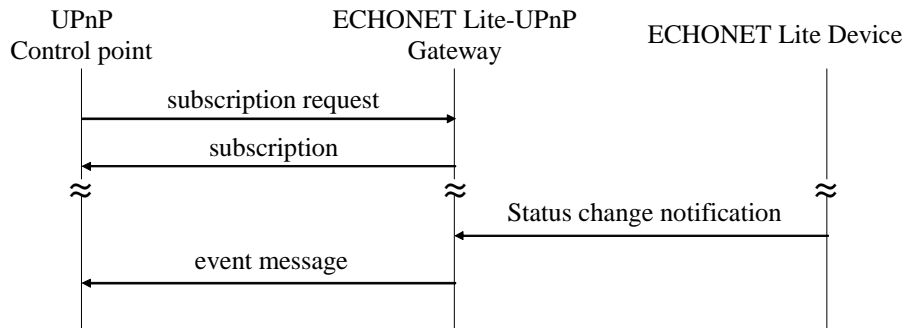 UPnP
Control point
ECHONET Lite-UPnP
Gateway
ECHONET Lite Device
subscription request
subscription
Status change notification
event message